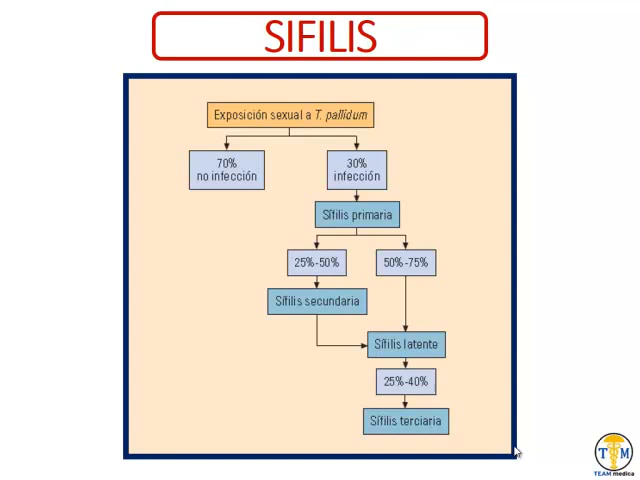 SIFILIS
Exposición sexual a T. pallidum
70%
no infección
30%
infección
Sífilis primaria
25%-50%
50%-75%
Sífilis secundaria
Sífilis latente
25%-40%
Sífilis terciaria
T M
TEAM medica